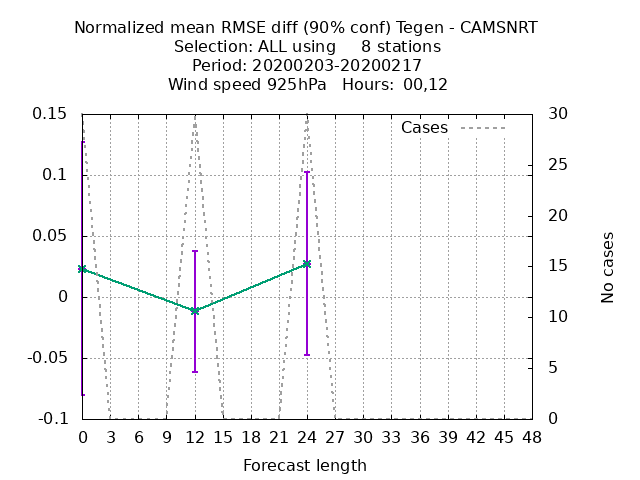 Normalized mean RMSE diff (90% conf) Tegen - CAMSNRT
Selection: ALL using     8 stations
Period: 20200203-20200217
Wind speed 925hPa   Hours:  00,12
0.15
0.1
0.05
0
-0.05
-0.1
Cases
30
25
20
15
10
5
0
No cases
0 3 6 9 12 15 18 21 24 27 30 33 36 39 42 45 48
Forecast length